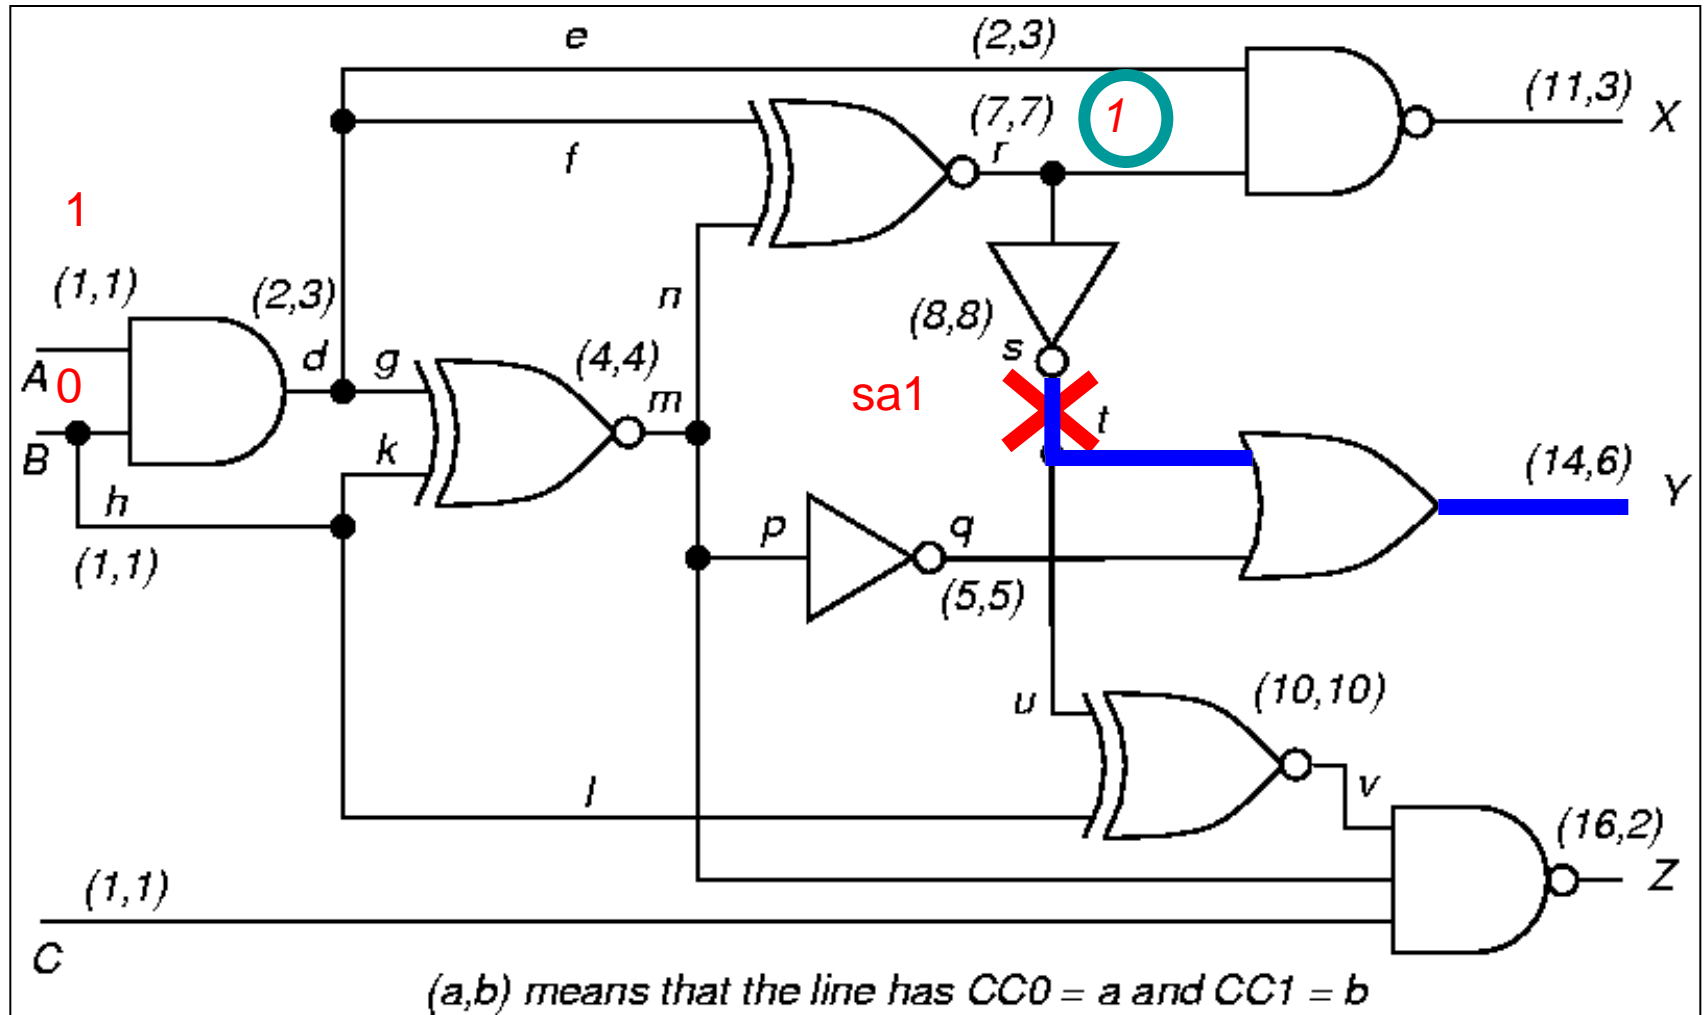 e (2,3)
(11,3) X
(7,7) 1
r
f
1
(1,1) (2,3)
n
(8,8) s
d g (4,4)
A 0
m
sa1 t
B k
h
(1,1)
p q
(5,5)
(14,6) Y
u (10,10)
l v
(1,1)
(16,2) Z
C
(a,b) means that the line has CC0 = a and CC1 = b